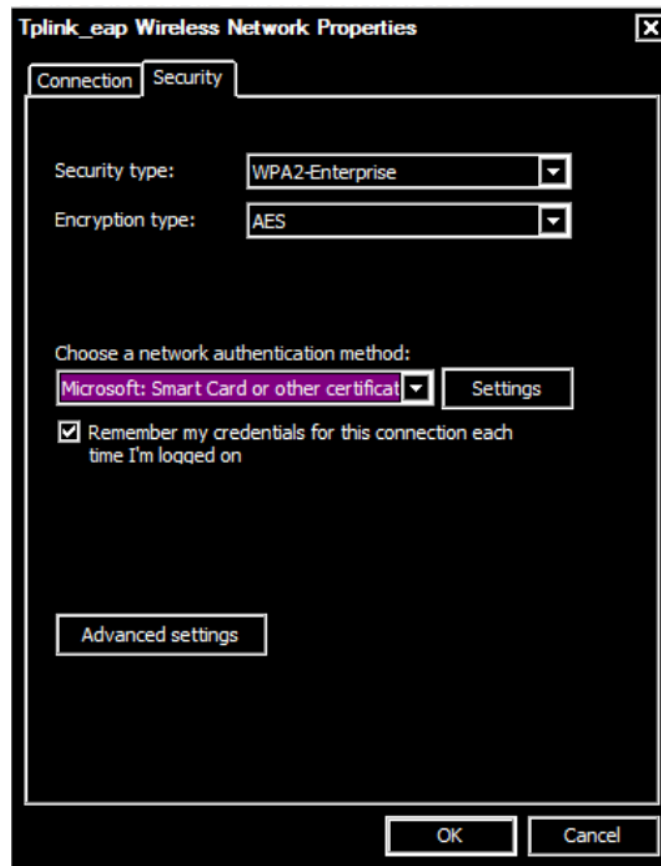 Tplink_eap Wireless Network Properties
Connection
Security
Security type:
WPA2-Enterprise
Encryption type:
AES
Choose a network authentication method:
Microsoft: Smart Card or other certificat
Settings
Remember my credentials for this connection each
time I'm logged on
Advanced settings
OK
Cancel